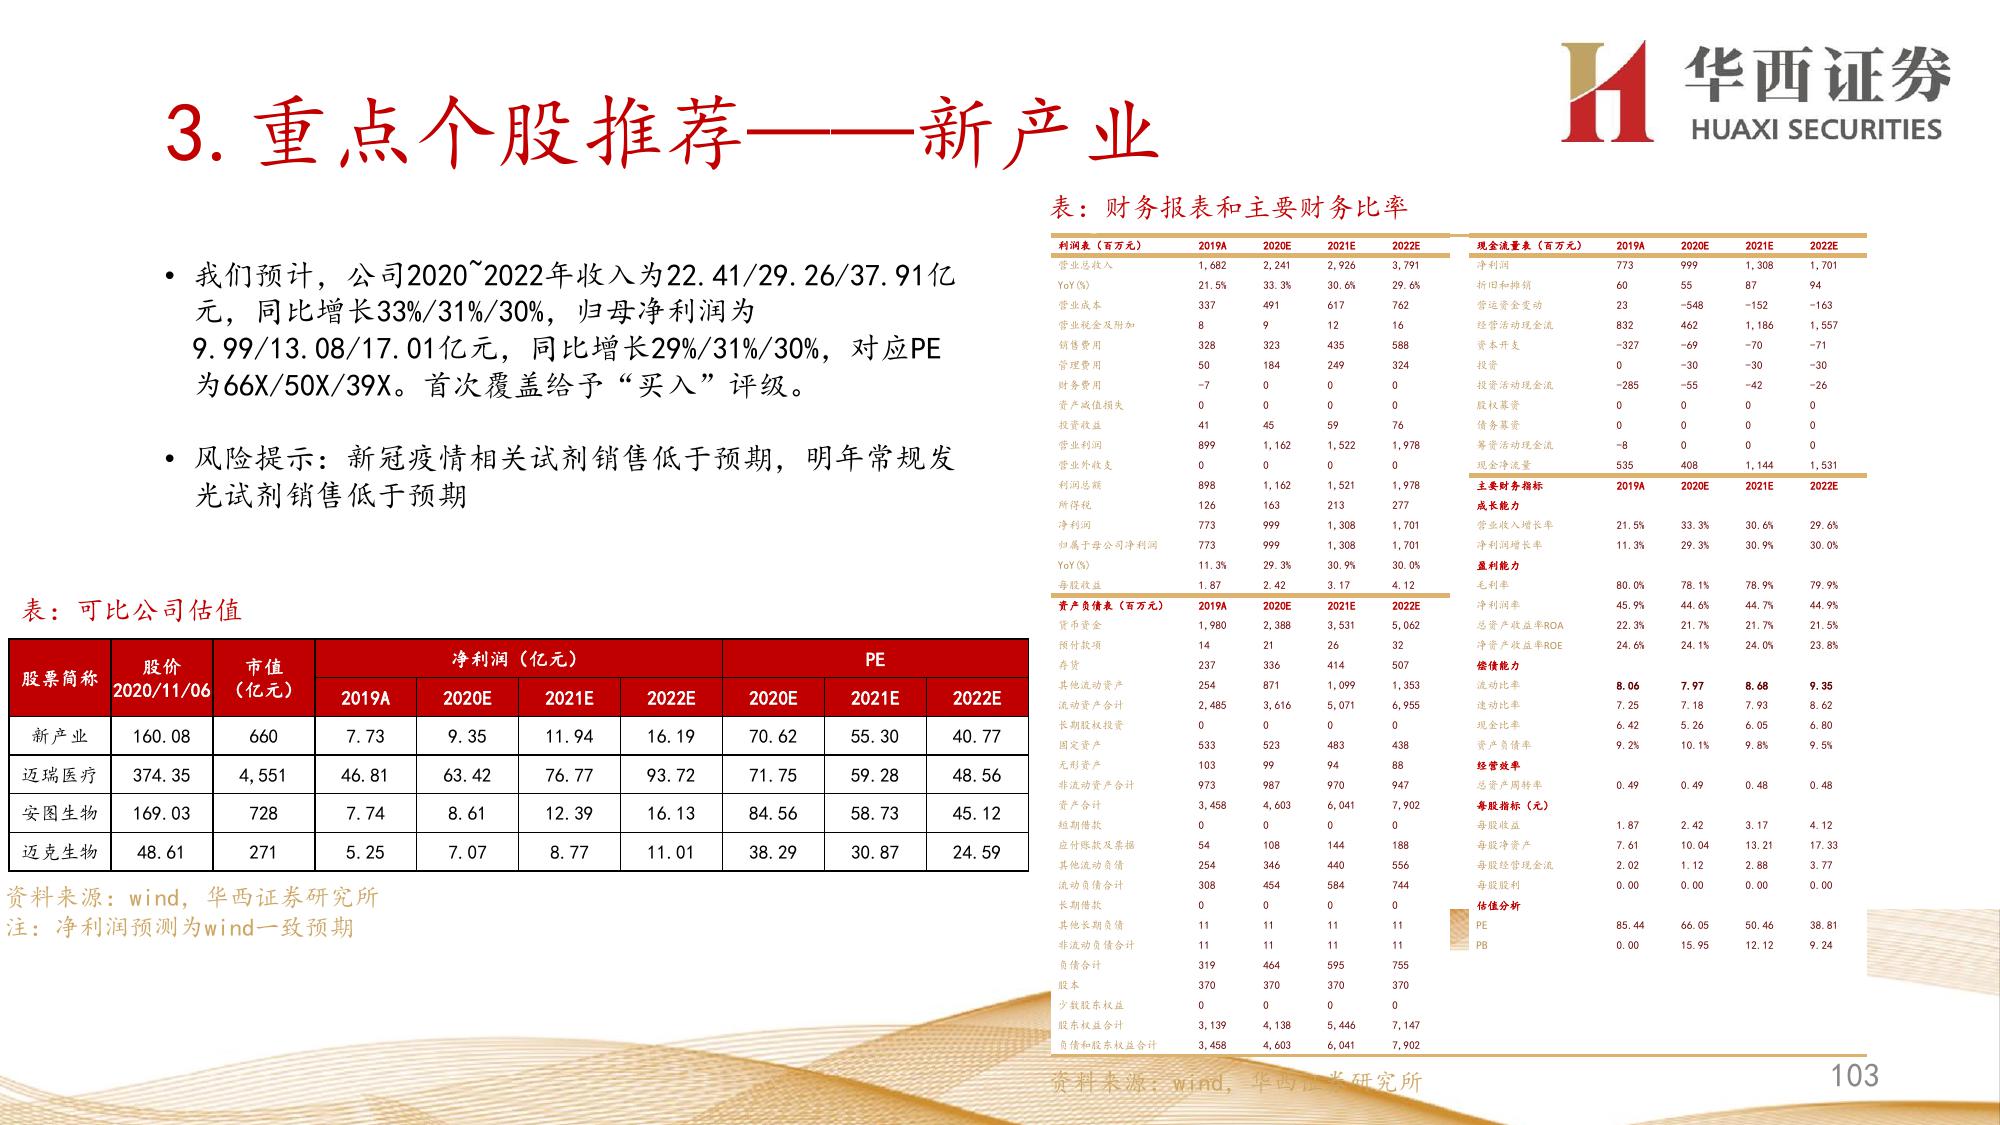 华西证券
HUAXI SECURITIES
3.重点个股推荐——新产业
• 我们预计，公司2020~2022年收入为22.41/29.26/37.91亿
元，同比增长33%/31%/30%，归母净利润为
9.99/13.08/17.01亿元，同比增长29%/31%/30%，对应PE
为66X/50X/39X。首次覆盖给予“买入”评级。
• 风险提示：新冠疫情相关试剂销售低于预期，明年常规发
光试剂销售低于预期
表：可比公司估值
股票简称 股价 2020/11/06 市值（亿元） 净利润（亿元） PE
2019A 2020E 2021E 2022E 2020E 2021E 2022E
新产业 160.08 660 7.73 9.35 11.94 16.19 70.62 55.30 40.77
迈瑞医疗 374.35 4,551 46.81 63.42 76.77 93.72 71.75 59.28 48.56
安图生物 169.03 728 7.74 8.61 12.39 16.13 84.56 58.73 45.12
迈克生物 48.61 271 5.25 7.07 8.77 11.01 38.29 30.87 24.59
资料来源：wind，华西证券研究所
注：净利润预测为wind一致预期
表：财务报表和主要财务比率
利润表（百万元） 2019A 2020E 2021E 2022E
营业总收入 1,682 2,241 2,926 3,791
YoY(%) 21.5% 33.3% 30.6% 29.6%
营业成本 337 491 617 762
营业税金及附加 8 9 12 16
销售费用 328 323 435 588
管理费用 50 184 249 324
财务费用 -7 0 0 0
资产减值损失 0 0 0 0
投资收益 41 45 59 76
营业利润 899 1,162 1,522 1,978
营业外收支 0 0 0 0
利润总额 898 1,162 1,521 1,978
所得税 126 163 213 277
净利润 773 999 1,308 1,701
归属于母公司净利润 773 999 1,308 1,701
YoY(%) 11.3% 29.3% 30.9% 30.0%
每股收益 1.87 2.42 3.17 4.12
资产负债表（百万元） 2019A 2020E 2021E 2022E
货币资金 1,980 2,388 3,531 5,062
预付款项 14 21 26 32
存货 237 336 414 507
其他流动资产 254 871 1,099 1,353
流动资产合计 2,485 3,616 5,071 6,955
长期股权投资 0 0 0 0
固定资产 533 523 483 438
无形资产 103 99 94 88
非流动资产合计 973 987 970 947
资产合计 3,458 4,603 6,041 7,902
短期借款 0 0 0 0
应付账款及票据 54 108 144 188
其他流动负债 254 346 440 556
流动负债合计 308 454 584 744
长期借款 0 0 0 0
其他长期负债 11 11 11 11
非流动负债合计 11 11 11 11
负债合计 319 464 595 755
股本 370 370 370 370
少数股东权益 0 0 0 0
股东权益合计 3,139 4,138 5,446 7,147
负债和股东权益合计 3,458 4,603 6,041 7,902
现金流量表（百万元） 2019A 2020E 2021E 2022E
净利润 773 999 1,308 1,701
折旧和摊销 60 55 87 94
营运资金变动 23 -548 -152 -163
经营活动现金流 832 462 1,186 1,557
资本开支 -327 -69 -70 -71
投资 0 -30 -30 -30
投资活动现金流 -285 -55 -42 -26
股权募资 0 0 0 0
债务募资 0 0 0 0
筹资活动现金流 -8 0 0 0
现金净流量 535 408 1,144 1,531
主要财务指标 2019A 2020E 2021E 2022E
成长能力
营业收入增长率 21.5% 33.3% 30.6% 29.6%
净利润增长率 11.3% 29.3% 30.9% 30.0%
盈利能力
毛利率 80.0% 78.1% 78.9% 79.9%
净利润率 45.9% 44.6% 44.7% 44.9%
总资产收益率ROA 22.3% 21.7% 21.7% 21.5%
净资产收益率ROE 24.6% 24.1% 24.0% 23.8%
偿债能力
流动比率 8.06 7.97 8.68 9.35
速动比率 7.25 7.18 7.93 8.62
现金比率 6.42 5.26 6.05 6.80
资产负债率 9.2% 10.1% 9.8% 9.5%
经营效率
总资产周转率 0.49 0.49 0.48 0.48
每股指标（元）
每股收益 1.87 2.42 3.17 4.12
每股净资产 7.61 10.04 13.21 17.33
每股经营现金流 2.02 1.12 2.88 3.77
每股股利 0.00 0.00 0.00 0.00
估值分析
PE 85.44 66.05 50.46 38.81
PB 0.00 15.95 12.12 9.24
资料来源：wind，华西证券研究所
103